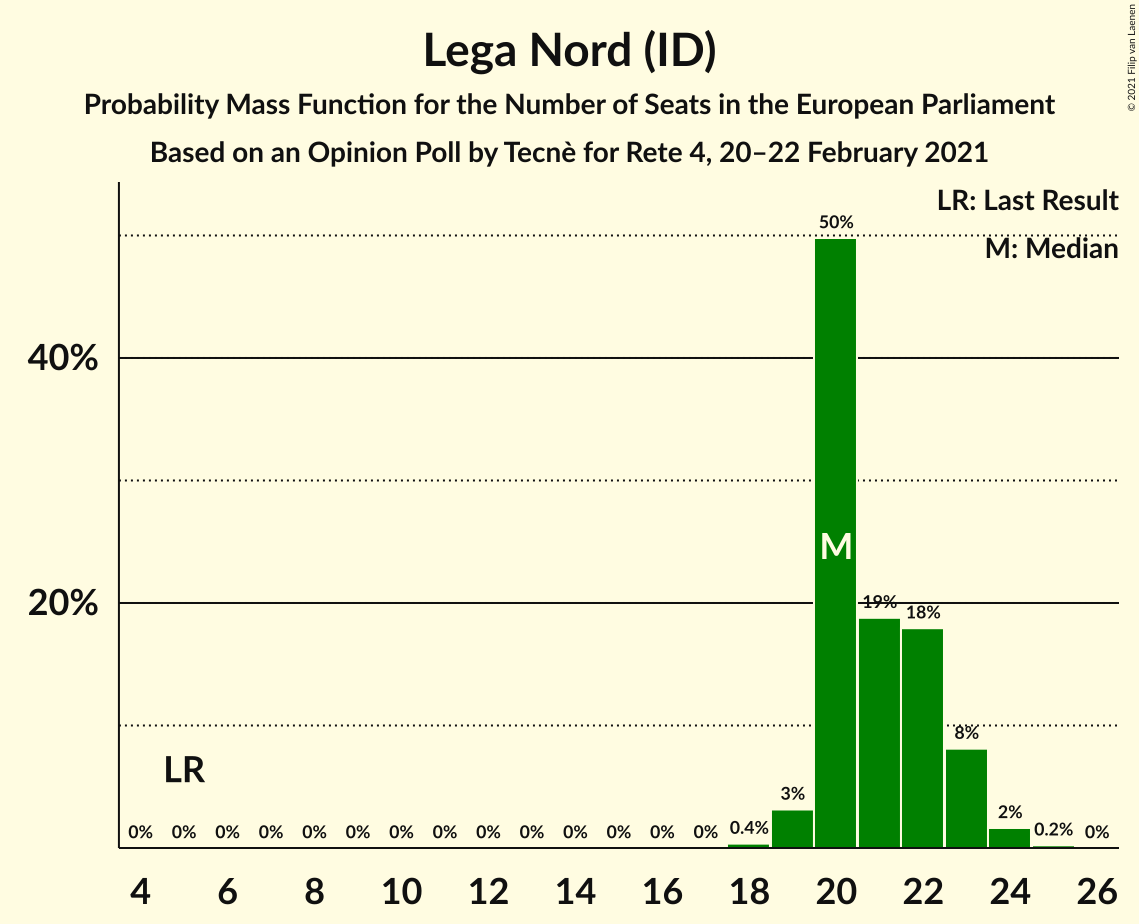 Lega Nord (ID)
Probability Mass Function for the Number of Seats in the European Parliament
Based on an Opinion Poll by Tecnè for Rete 4, 20–22 February 2021
© 2021 Filip van Laenen
LR: Last Result
M: Median
50%
40%
M
20%
19%
18%
8%
LR
3%
2%
0% 0% 0% 0% 0% 0% 0% 0% 0% 0% 0% 0% 0% 0% 0.4% 0.2% 0%
4 6 8 10 12 14 16 18 20 22 24 26